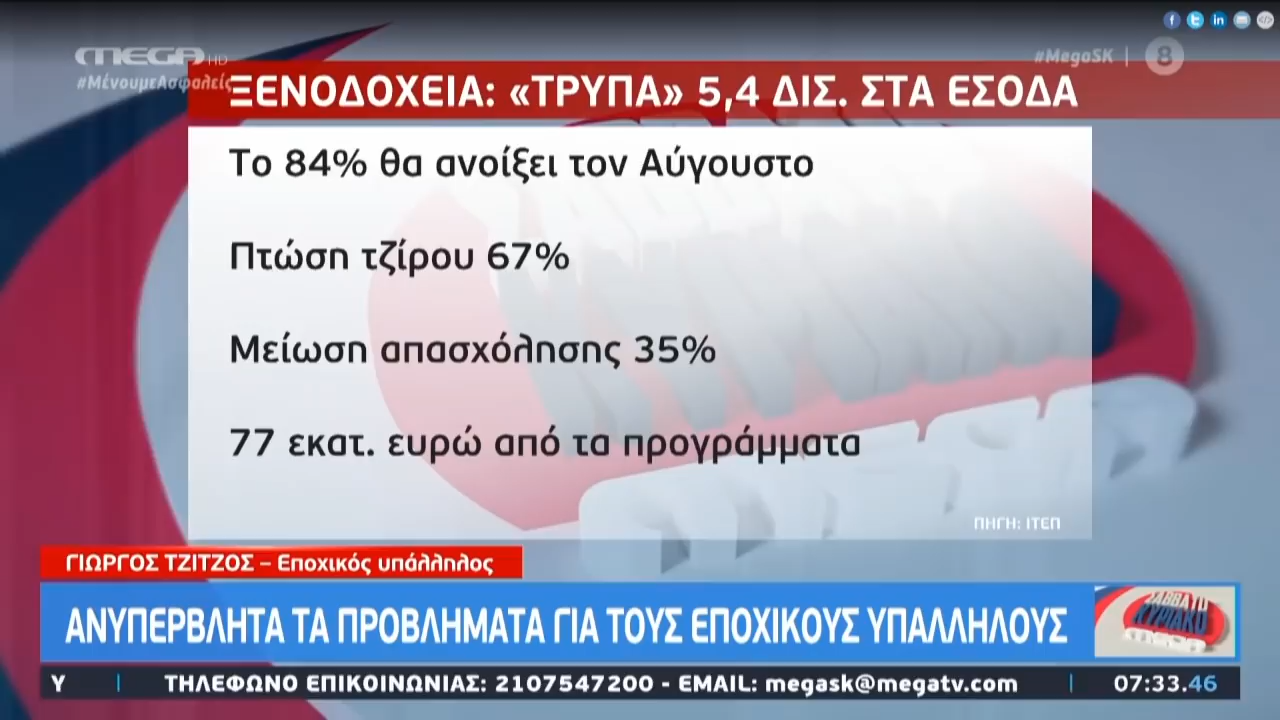 MEGA HD
#ΜένουμεΑσφαλείς
#MegaSK | 8
ΞΕΝΟΔΟΧΕΙΑ: «ΤΡΥΠΑ» 5,4 ΔΙΣ. ΣΤΑ ΕΣΟΔΑ
Το 84% θα ανοίξει τον Αύγουστο
Πτώση τζίρου 67%
Μείωση απασχόλησης 35%
77 εκατ. ευρώ από τα προγράμματα
ΠΗΓΗ: ΙΤΕΠ
ΓΙΩΡΓΟΣ ΤΖΙΤΖΟΣ – Εποχικός υπάλληλος
ΑΝΥΠΕΡΒΛΗΤΑ ΤΑ ΠΡΟΒΛΗΜΑΤΑ ΓΙΑ ΤΟΥΣ ΕΠΟΧΙΚΟΥΣ ΥΠΑΛΛΗΛΟΥΣ
ΣΑΒΒΑΤΟ
ΚΥΡΙΑΚΟ
MEGA
Υ | ΤΗΛΕΦΩΝΟ ΕΠΙΚΟΙΝΩΝΙΑΣ: 2107547200 - EMAIL: megask@megatv.com | 07:33.46